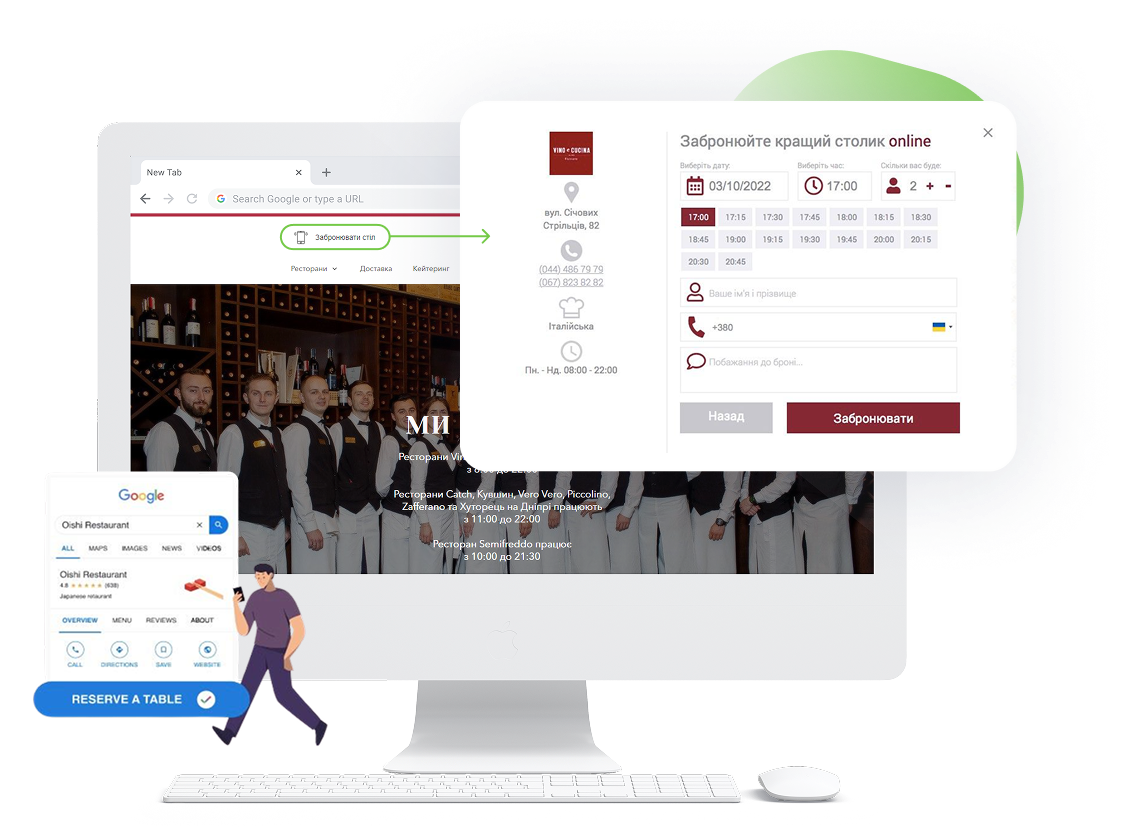 New Tab
Search Google or type a URL
Забронювати стіл
Ресторани
Доставка
Кейтеринг
МИ
Ресторани Vin
з 8:00 до 22:00
Ресторани Catch, Кувшин, Vero Vero, Piccolino,
Zafferano та Хуторець на Дніпрі працюють
з 11:00 до 22:00
Ресторан Semifreddo працює
з 10:00 до 21:30
VINO e CUCINA
вул. Січових
Стрільців, 82
(044) 486 79 79
(067) 823 82 82
Італійська
Пн. - Нд. 08:00 - 22:00
Забронюйте кращий столик online
Виберіть дату:
Виберіть час:
Скільки вас буде:
03/10/2022
17:00
2 + -
17:00 17:15 17:30 17:45 18:00 18:15 18:30
18:45 19:00 19:15 19:30 19:45 20:00 20:15
20:30 20:45
Ваше ім'я і прізвище
+380
Побажання до броні...
Назад
Забронювати
Google
Oishi Restaurant
ALL MAPS IMAGES NEWS VIDEOS
Oishi Restaurant
4.8 (638)
Japanese retaurant
OVERVIEW MENU REVIEWS ABOUT
CALL DIRECTIONS SAVE WEBSITE
RESERVE A TABLE